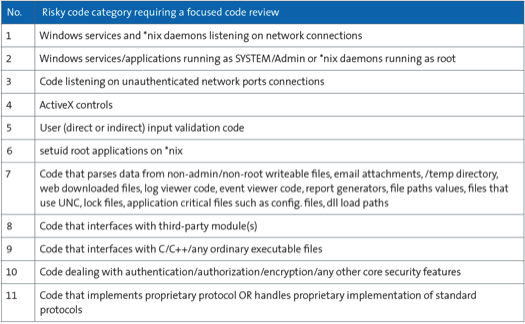 No. Risky code category requiring a focused code review
1 Windows services and *nix daemons listening on network connections
2 Windows services/applications running as SYSTEM/Admin or *nix daemons running as root
3 Code listening on unauthenticated network ports connections
4 ActiveX controls
5 User (direct or indirect) input validation code
6 setuid root applications on *nix
7 Code that parses data from non-admin/non-root writeable files, email attachments, /temp directory,
web downloaded files, log viewer code, event viewer code, report generators, file paths values, files that
use UNC, lock files, application critical files such as config. files, dll load paths
8 Code that interfaces with third-party module(s)
9 Code that interfaces with C/C++/any ordinary executable files
10 Code dealing with authentication/authorization/encryption/any other core security features
11 Code that implements proprietary protocol OR handles proprietary implementation of standard
protocols